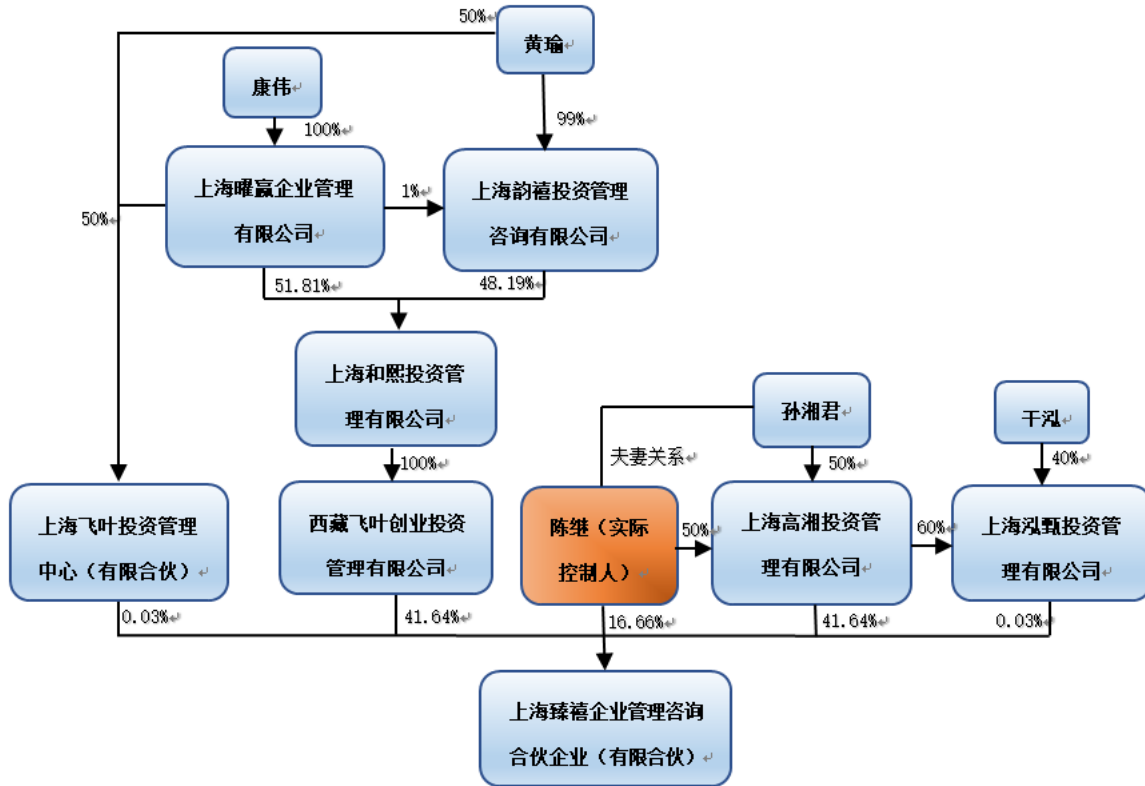 50%
黄瑜
康伟
100%
99%
上海曜赢企业管理
有限公司
1%
上海韵禧投资管理
咨询有限公司
50%
51.81%
48.19%
上海和熙投资管
理有限公司
孙湘君
干泓
100%
夫妻关系
50%
40%
上海飞叶投资管理
中心（有限合伙）
西藏飞叶创业投资
管理有限公司
陈继（实际
控制人）
50%
上海高湘投资管
理有限公司
60%
上海泓甄投资管
理有限公司
0.03%
41.64%
16.66%
41.64%
0.03%
上海臻禧企业管理咨询
合伙企业（有限合伙）